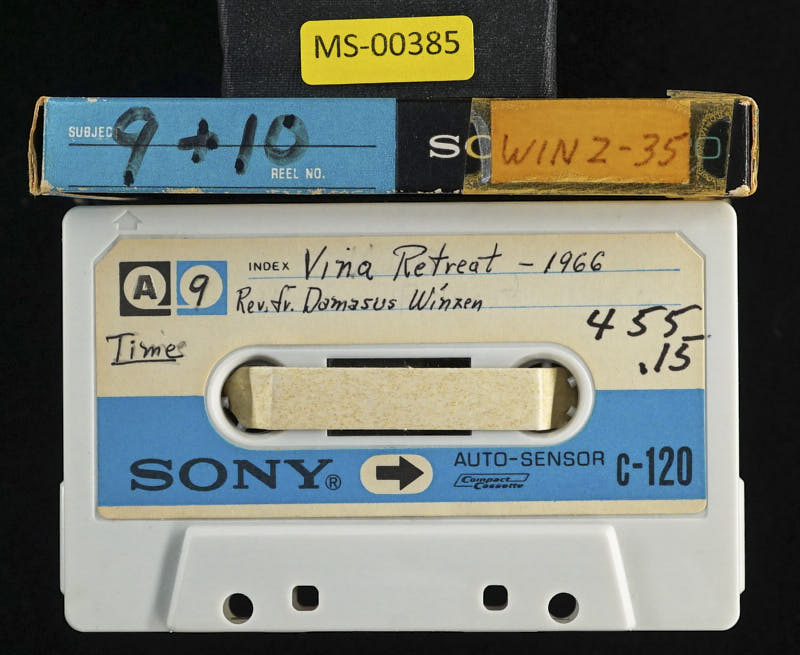 MS-00385
SUBJECT
9 + 10
REEL NO.
WINZ-35
A
9
INDEX Vina Retreat - 1966
Rev. Fr. Damasus Winzen
Time
455
.15
SONY®
AUTO-SENSOR
Compact Cassette
C-120